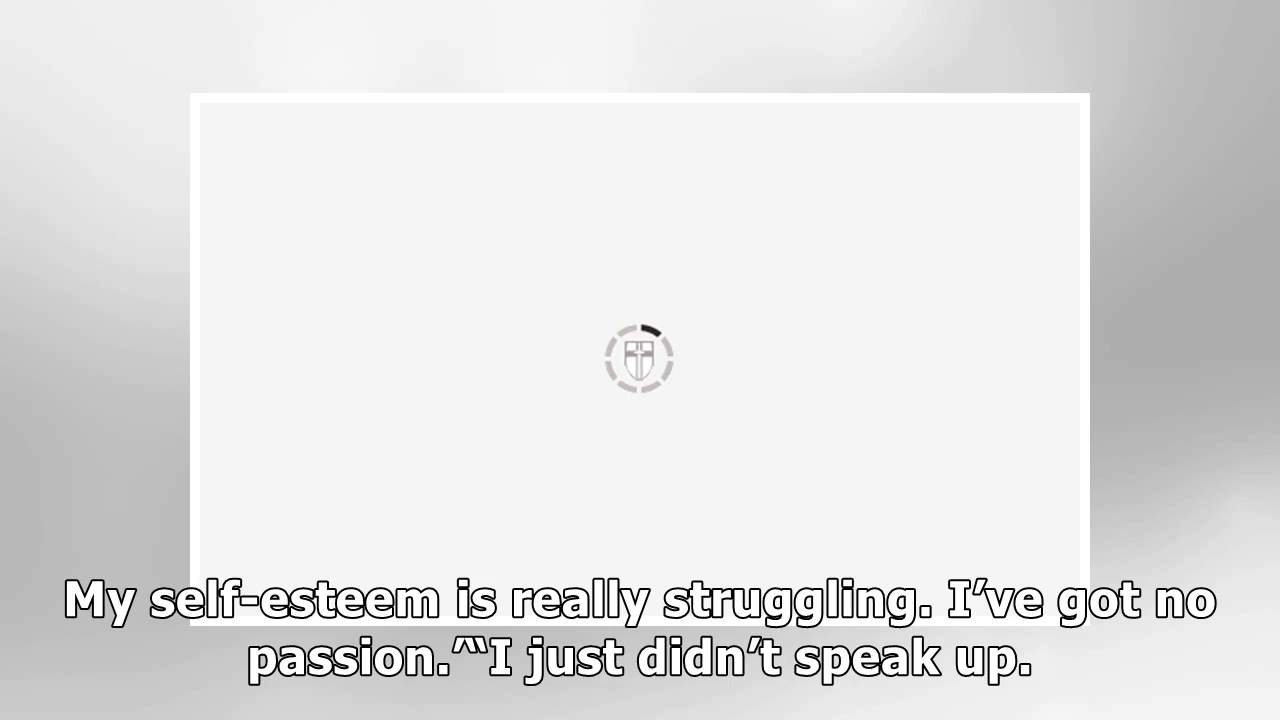 My self-esteem is really struggling. I’ve got no
passion.’“I just didn’t speak up.